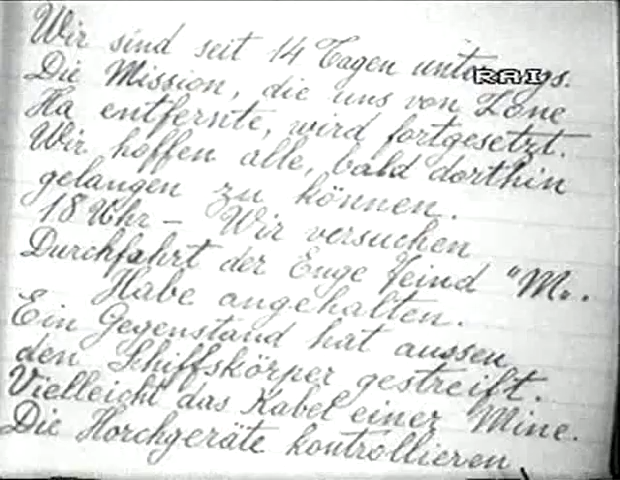 Wir sind seit 14 Tagen unterwegs.
RAI
Die Mission, die uns von Zone
Ha entfernte, wird fortgesetzt.
Wir hoffen alle, bald dorthin
gelangen zu können.
18 Uhr – Wir versuchen
Durchfahrt der Enge Feind "M..
Habe angehalten.
Ein Gegenstand hat aussen
den Schiffskörper gestreift.
Vielleicht das Kabel einer Mine.
Die Horchgeräte kontrollieren